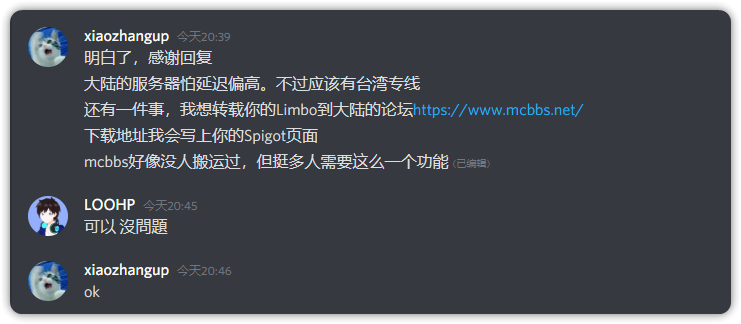 xiaozhangup 今天20:39
明白了，感谢回复
大陆的服务器怕延迟偏高。不过应该有台湾专线
还有一件事，我想转载你的Limbo到大陆的论坛https://www.mcbbs.net/
下载地址我会写上你的Spigot页面
mcbbs好像没人搬运过，但挺多人需要这么一个功能 (已编辑)
LOOHP 今天20:45
可以 沒問題
xiaozhangup 今天20:46
ok